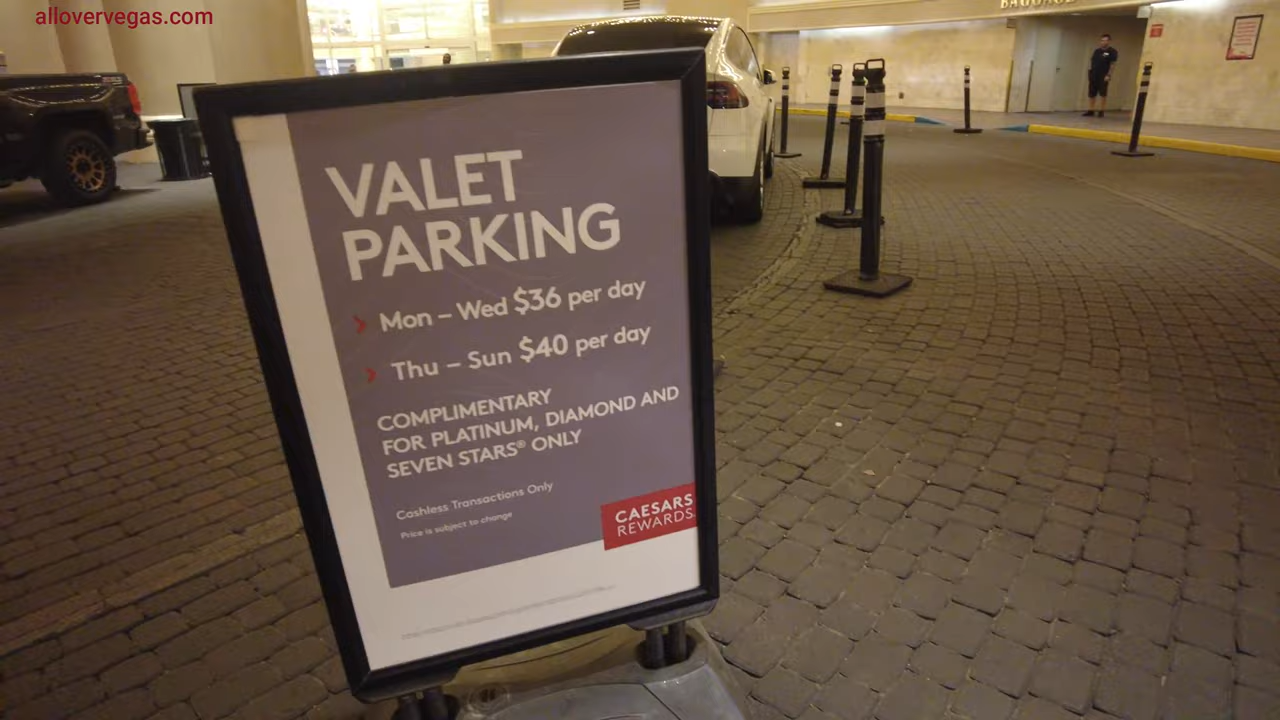 allovervegas.com
VALET
PARKING
Mon – Wed $36 per day
Thu – Sun $40 per day
COMPLIMENTARY
FOR PLATINUM, DIAMOND AND
SEVEN STARS® ONLY
Cashless Transactions Only
Price is subject to change
CAESARS
REWARDS